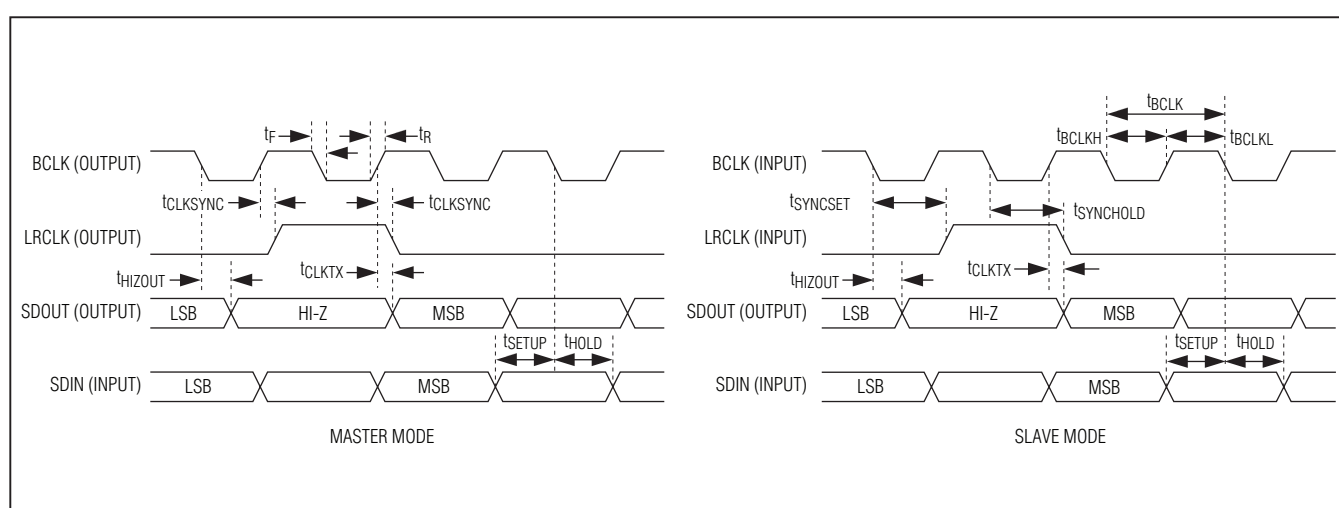 tF
tR
BCLK (OUTPUT)
tCLKSYNC
tCLKSYNC
LRCLK (OUTPUT)
tHIZOUT
tCLKTX
SDOUT (OUTPUT)
LSB
HI-Z
MSB
tSETUP
tHOLD
SDIN (INPUT)
LSB
MSB
MASTER MODE
tBCLK
tBCLKH
tBCLKL
BCLK (INPUT)
tSYNCSET
tSYNCHOLD
LRCLK (INPUT)
tHIZOUT
tCLKTX
SDOUT (OUTPUT)
LSB
HI-Z
MSB
tSETUP
tHOLD
SDIN (INPUT)
LSB
MSB
SLAVE MODE